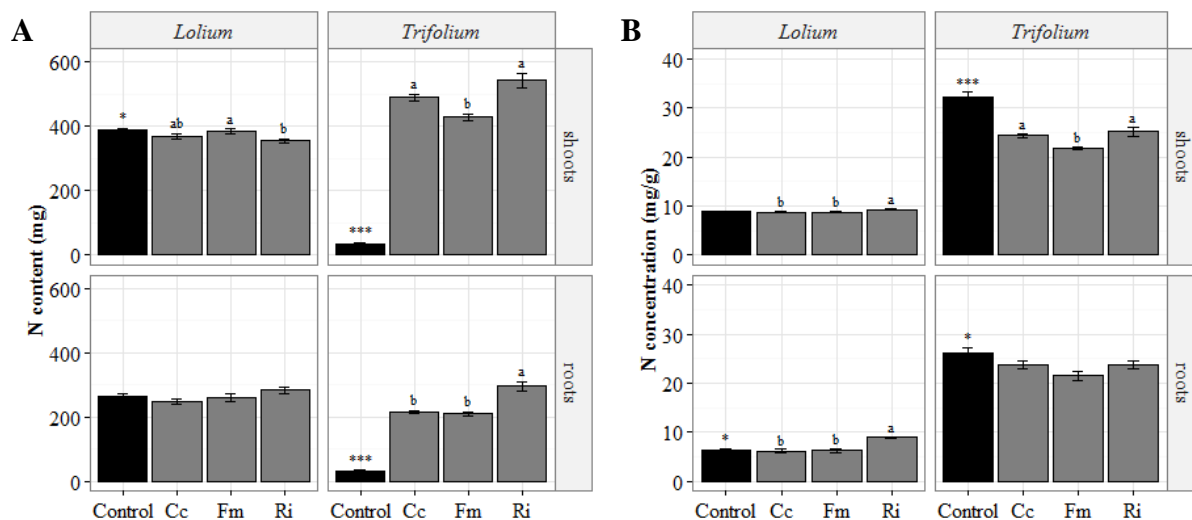 A
Lolium
Trifolium
N content (mg)
600
400
200
0
*
ab
a
b
***
a
b
a
shoots
600
400
200
0
***
b
b
a
roots
Control Cc Fm Ri
Control Cc Fm Ri
B
Lolium
Trifolium
N concentration (mg/g)
40
30
20
10
0
b
b
a
***
a
b
a
shoots
40
30
20
10
0
*
b
b
a
*
roots
Control Cc Fm Ri
Control Cc Fm Ri